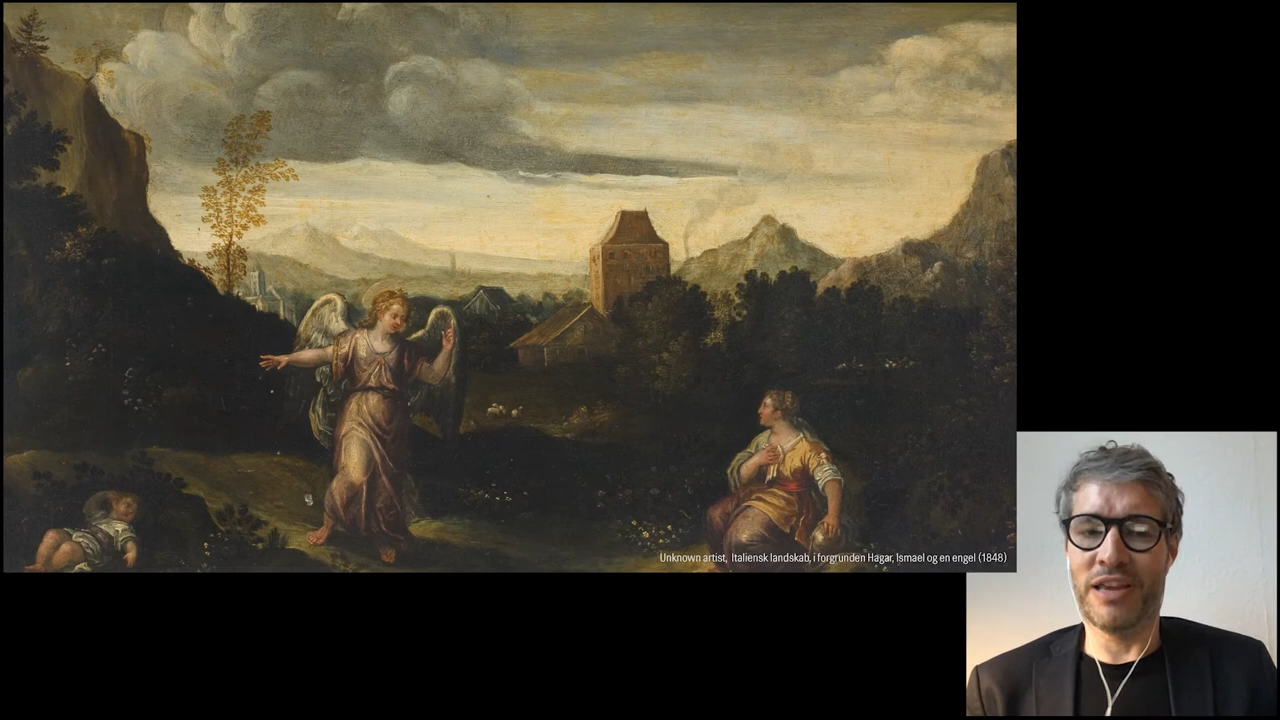 Unknown artist, Italiensk landskab, i forgrunden Hagar, Ismael og en engel (1848)